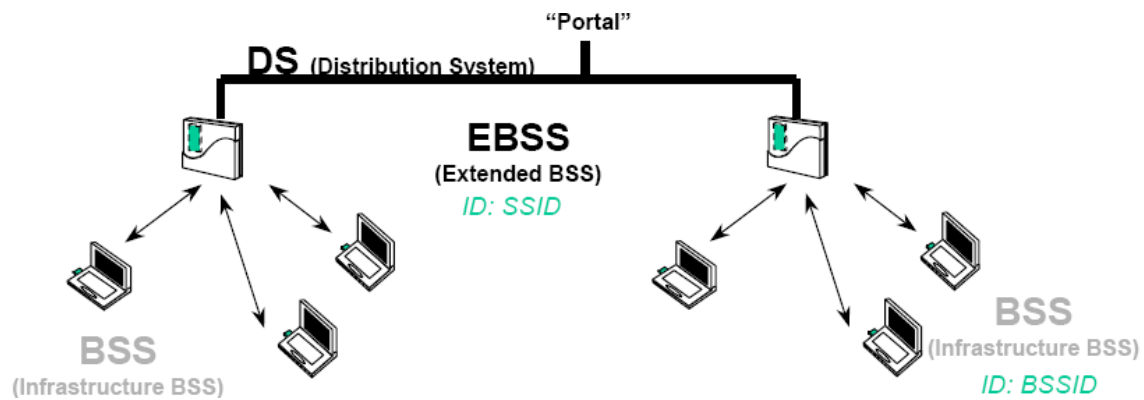 “Portal”
DS (Distribution System)
EBSS
(Extended BSS)
ID: SSID
BSS
(Infrastructure BSS)
BSS
(Infrastructure BSS)
ID: BSSID